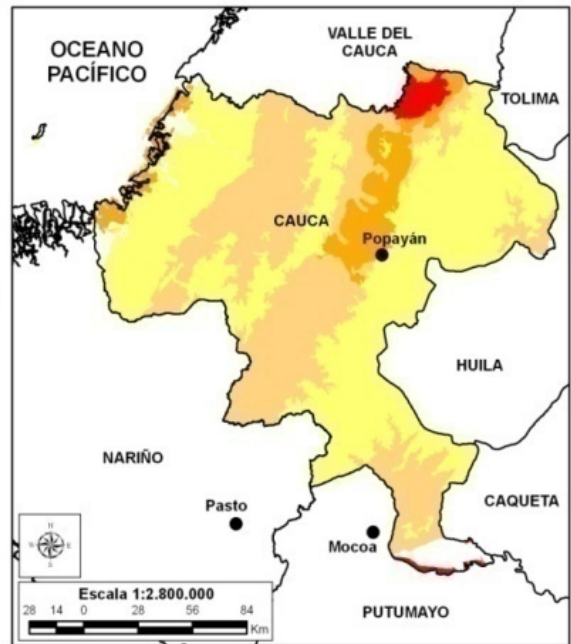 OCEANO
PACÍFICO
VALLE DEL
CAUCA
TOLIMA
CAUCA
Popayán
HUILA
NARIÑO
CAQUETA
Pasto
Mocoa
PUTUMAYO
N
W
E
S
Escala 1:2.800.000
28 14 0 28 56 84
Km